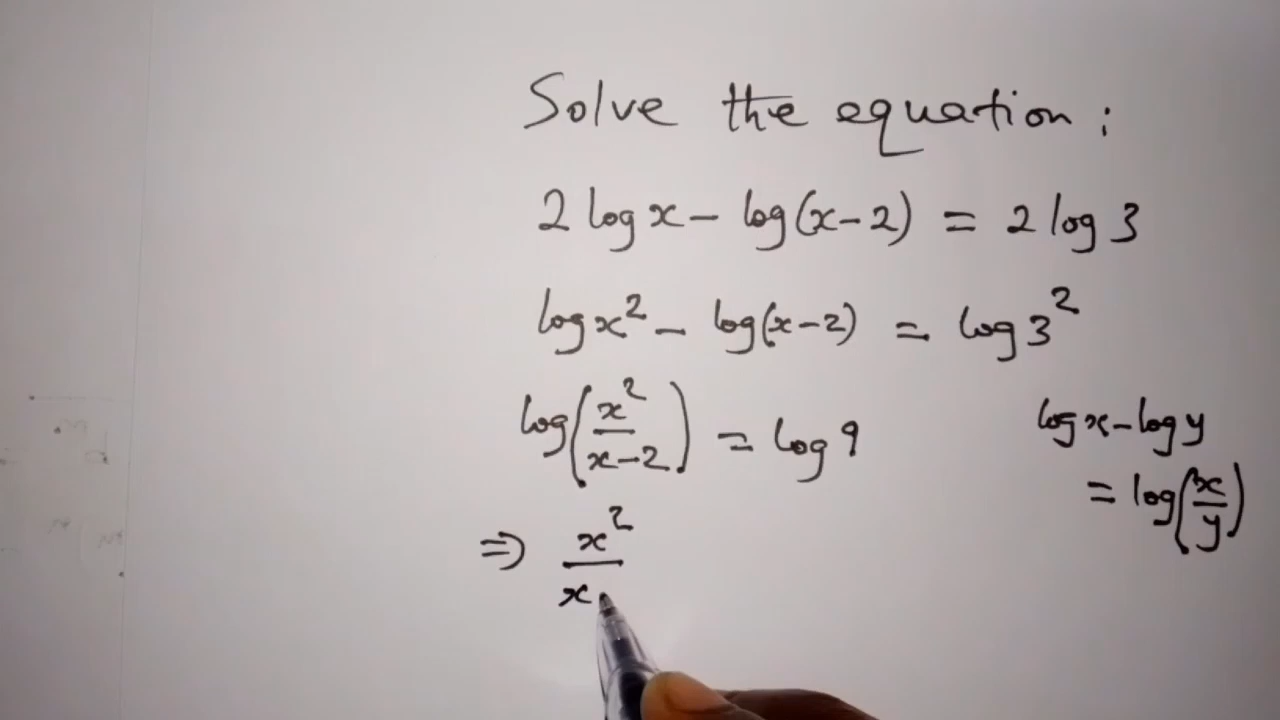 Solve the equation:
2 log x - log(x-2) = 2 log 3
log x² - log(x-2) = log 3²
log(x²/(x-2)) = log 9
log x - log y
= log(x/y)
⇒ x²/x